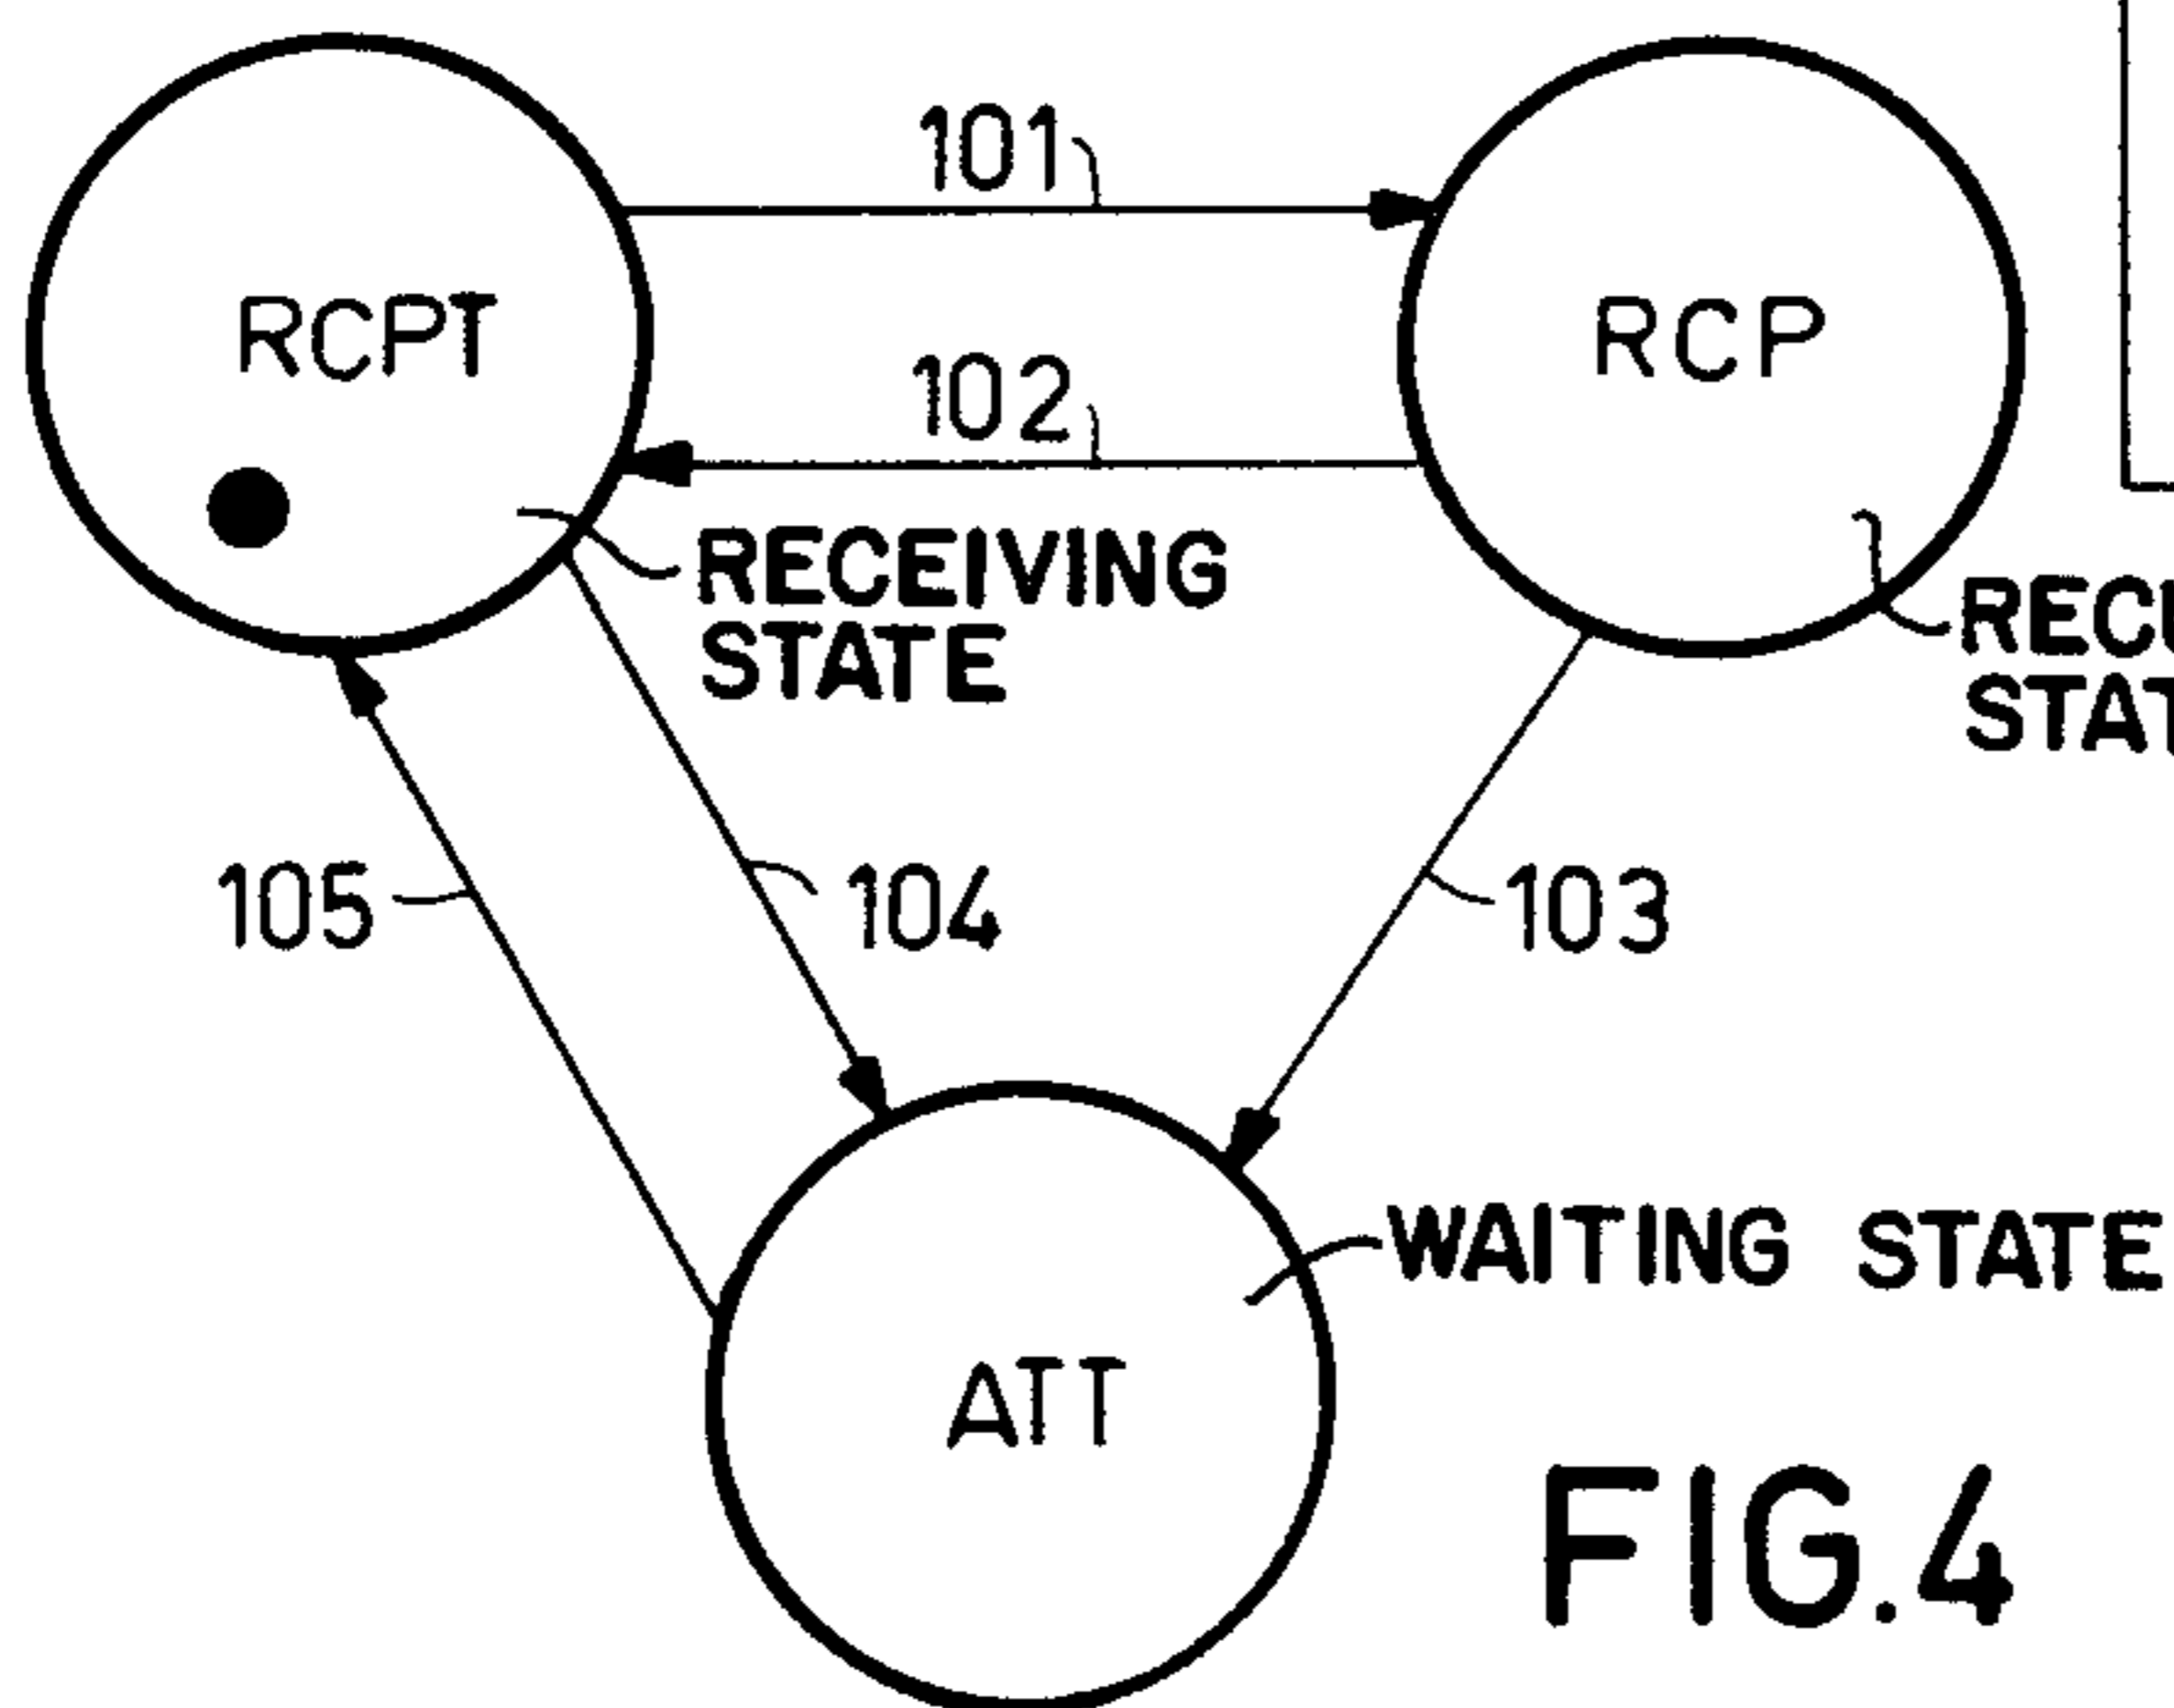 101
RCPT
RCP
102
RECEIVING
STATE
105
104
103
WAITING STATE
ATT
FIG.4